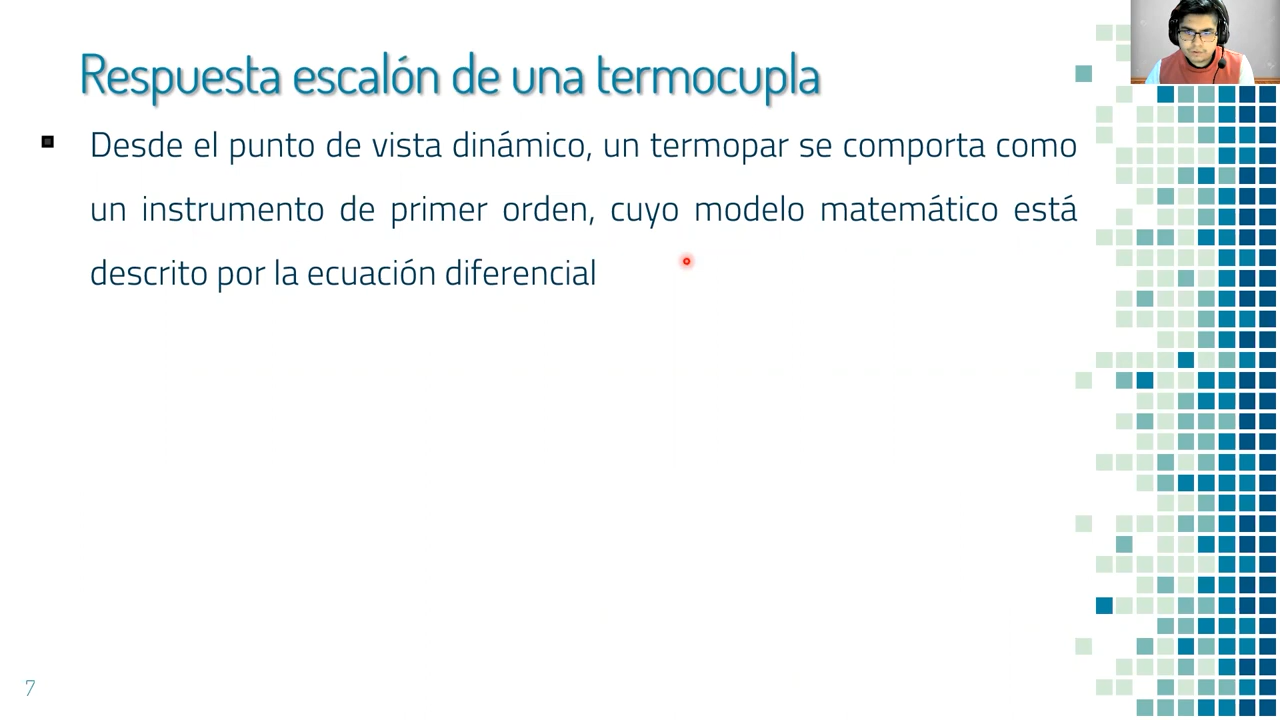 Respuesta escalón de una termocupla
Desde el punto de vista dinámico, un termopar se comporta como
un instrumento de primer orden, cuyo modelo matemático está
descrito por la ecuación diferencial
7